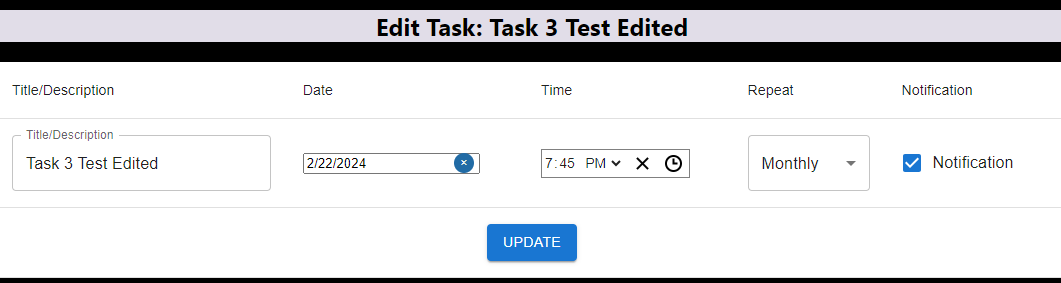 Edit Task: Task 3 Test Edited
Title/Description Date Time Repeat Notification
Title/Description
Task 3 Test Edited 2/22/2024 7:45 PM Monthly Notification
UPDATE